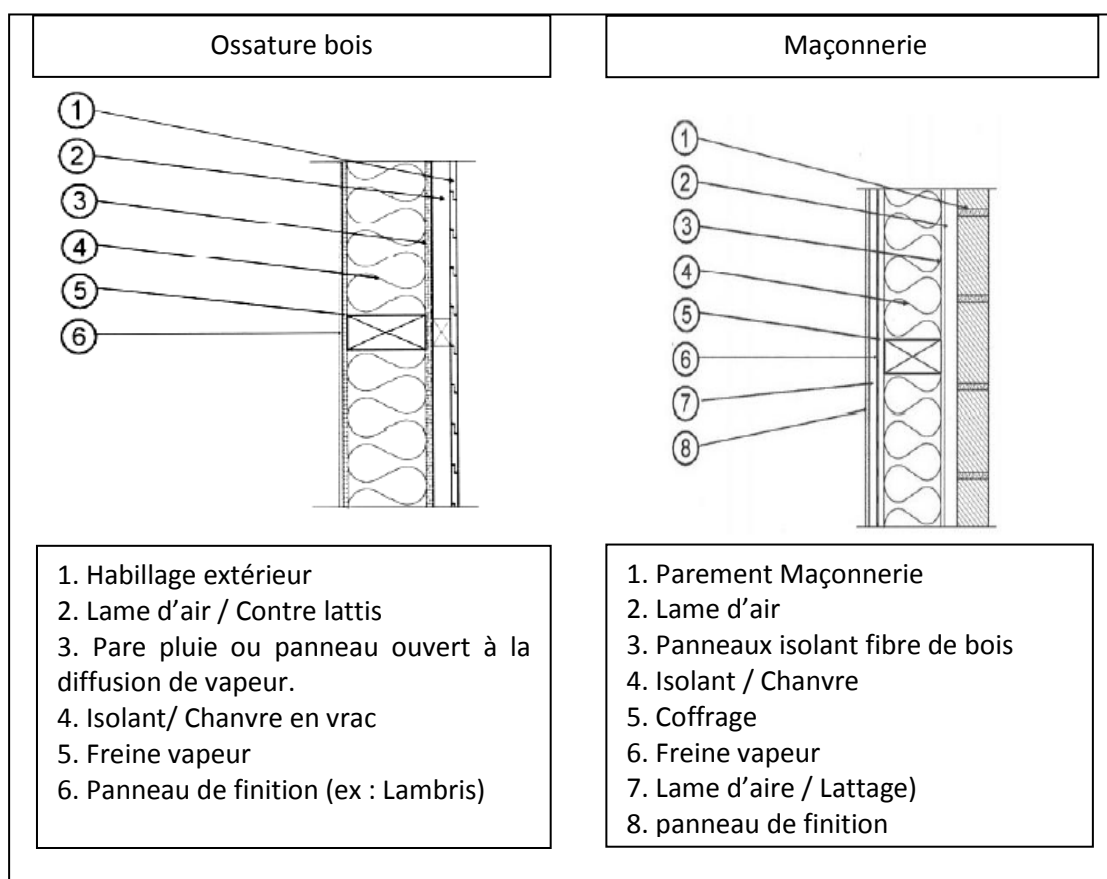 Ossature bois
1
2
3
4
5
6
1. Habillage extérieur
2. Lame d’air / Contre lattis
3. Pare pluie ou panneau ouvert à la
diffusion de vapeur.
4. Isolant/ Chanvre en vrac
5. Freine vapeur
6. Panneau de finition (ex : Lambris)
Maçonnerie
1
2
3
4
5
6
7
8
1. Parement Maçonnerie
2. Lame d’air
3. Panneaux isolant fibre de bois
4. Isolant / Chanvre
5. Coffrage
6. Freine vapeur
7. Lame d’aire / Lattage)
8. panneau de finition